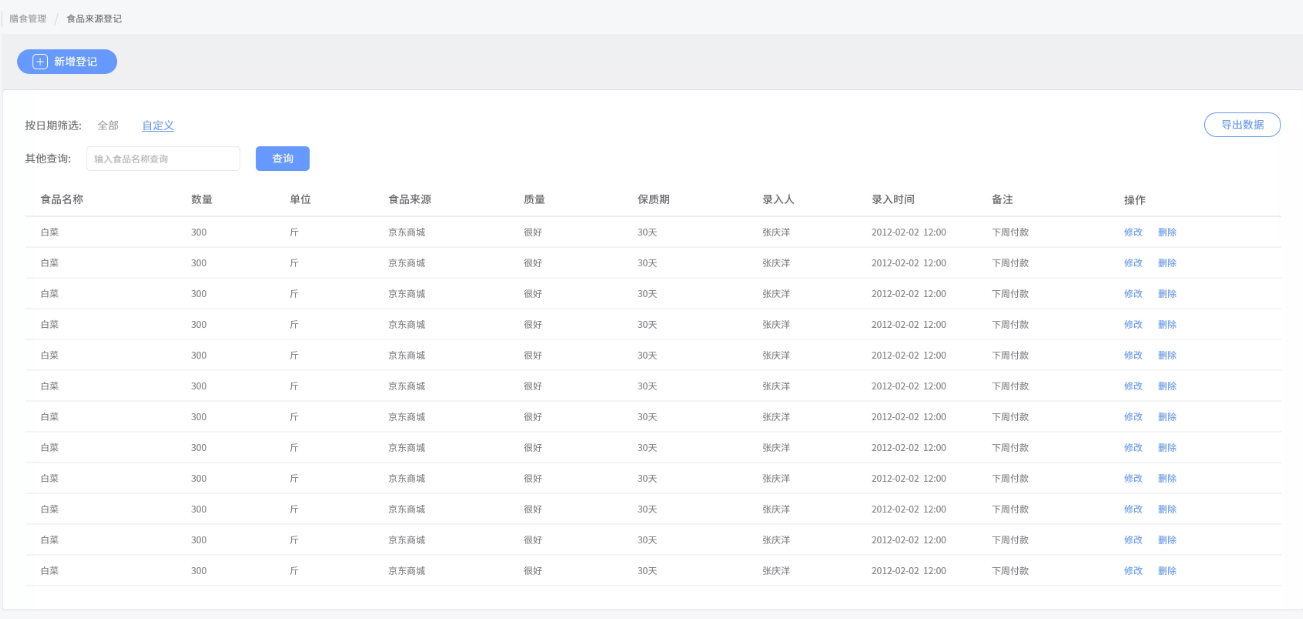 膳食管理 / 食品来源登记
新增登记
按日期筛选: 全部 自定义 导出数据
其他查询: 输入食品名称查询 查询
食品名称 数量 单位 食品来源 质量 保质期 录入人 录入时间 备注 操作
白菜 300 斤 京东商城 很好 30天 张庆洋 2012-02-02 12:00 下周付款 修改 删除
白菜 300 斤 京东商城 很好 30天 张庆洋 2012-02-02 12:00 下周付款 修改 删除
白菜 300 斤 京东商城 很好 30天 张庆洋 2012-02-02 12:00 下周付款 修改 删除
白菜 300 斤 京东商城 很好 30天 张庆洋 2012-02-02 12:00 下周付款 修改 删除
白菜 300 斤 京东商城 很好 30天 张庆洋 2012-02-02 12:00 下周付款 修改 删除
白菜 300 斤 京东商城 很好 30天 张庆洋 2012-02-02 12:00 下周付款 修改 删除
白菜 300 斤 京东商城 很好 30天 张庆洋 2012-02-02 12:00 下周付款 修改 删除
白菜 300 斤 京东商城 很好 30天 张庆洋 2012-02-02 12:00 下周付款 修改 删除
白菜 300 斤 京东商城 很好 30天 张庆洋 2012-02-02 12:00 下周付款 修改 删除
白菜 300 斤 京东商城 很好 30天 张庆洋 2012-02-02 12:00 下周付款 修改 删除
白菜 300 斤 京东商城 很好 30天 张庆洋 2012-02-02 12:00 下周付款 修改 删除
白菜 300 斤 京东商城 很好 30天 张庆洋 2012-02-02 12:00 下周付款 修改 删除